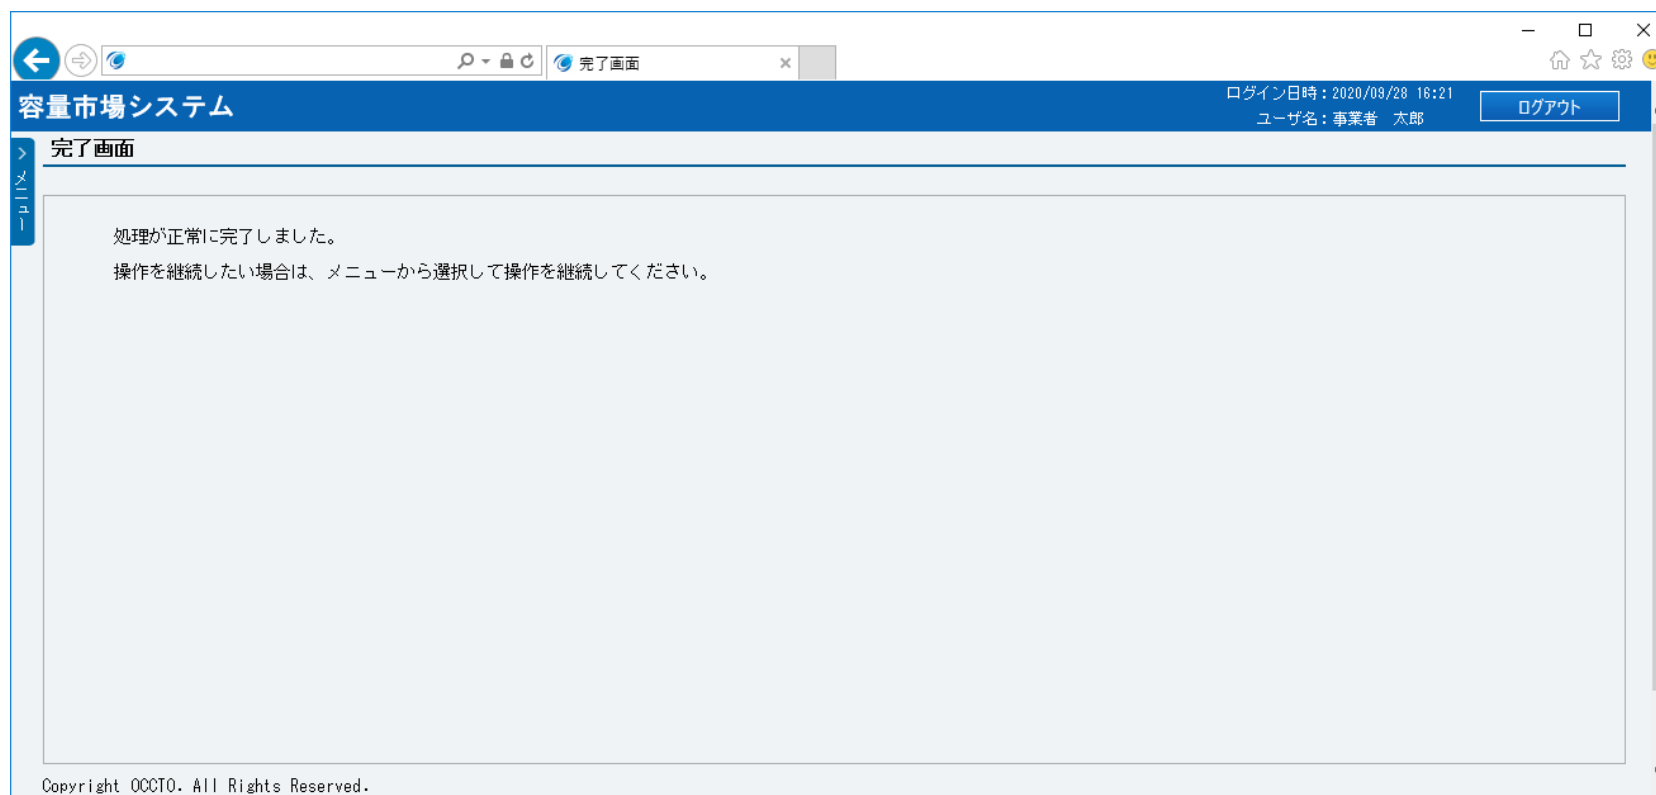 完了画面
容量市場システム
ログイン日時：2020/09/28 16:21
ユーザ名：事業者　太郎
ログアウト
＞メニュー
完了画面
処理が正常に完了しました。
操作を継続したい場合は、メニューから選択して操作を継続してください。
Copyright OCCTO. All Rights Reserved.